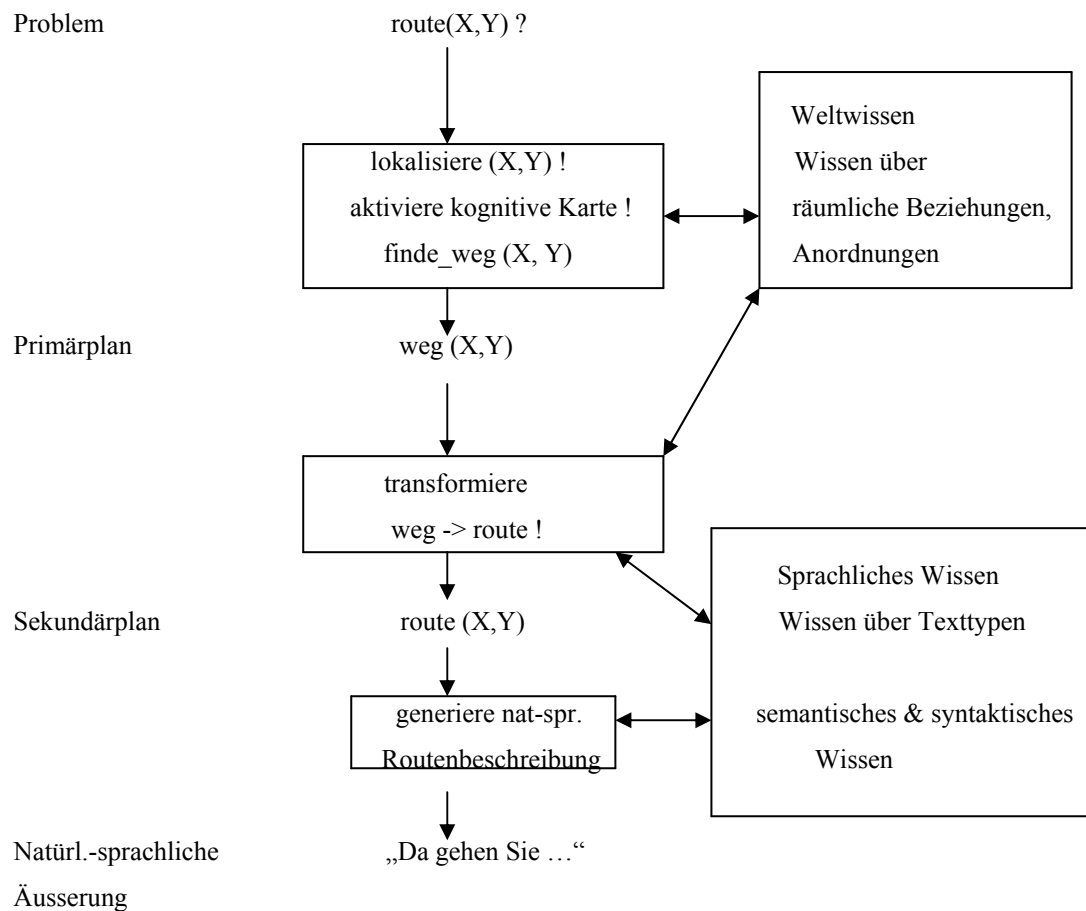 Problem
route(X,Y) ?
lokalisiere (X,Y) !
aktiviere kognitive Karte !
finde_weg (X, Y)
Weltwissen
Wissen über
räumliche Beziehungen,
Anordnungen
Primärplan
weg (X,Y)
transformiere
weg -> route !
Sprachliches Wissen
Wissen über Texttypen
semantisches & syntaktisches
Wissen
Sekundärplan
route (X,Y)
generiere nat-spr.
Routenbeschreibung
Natürl.-sprachliche
Äusserung
„Da gehen Sie …“